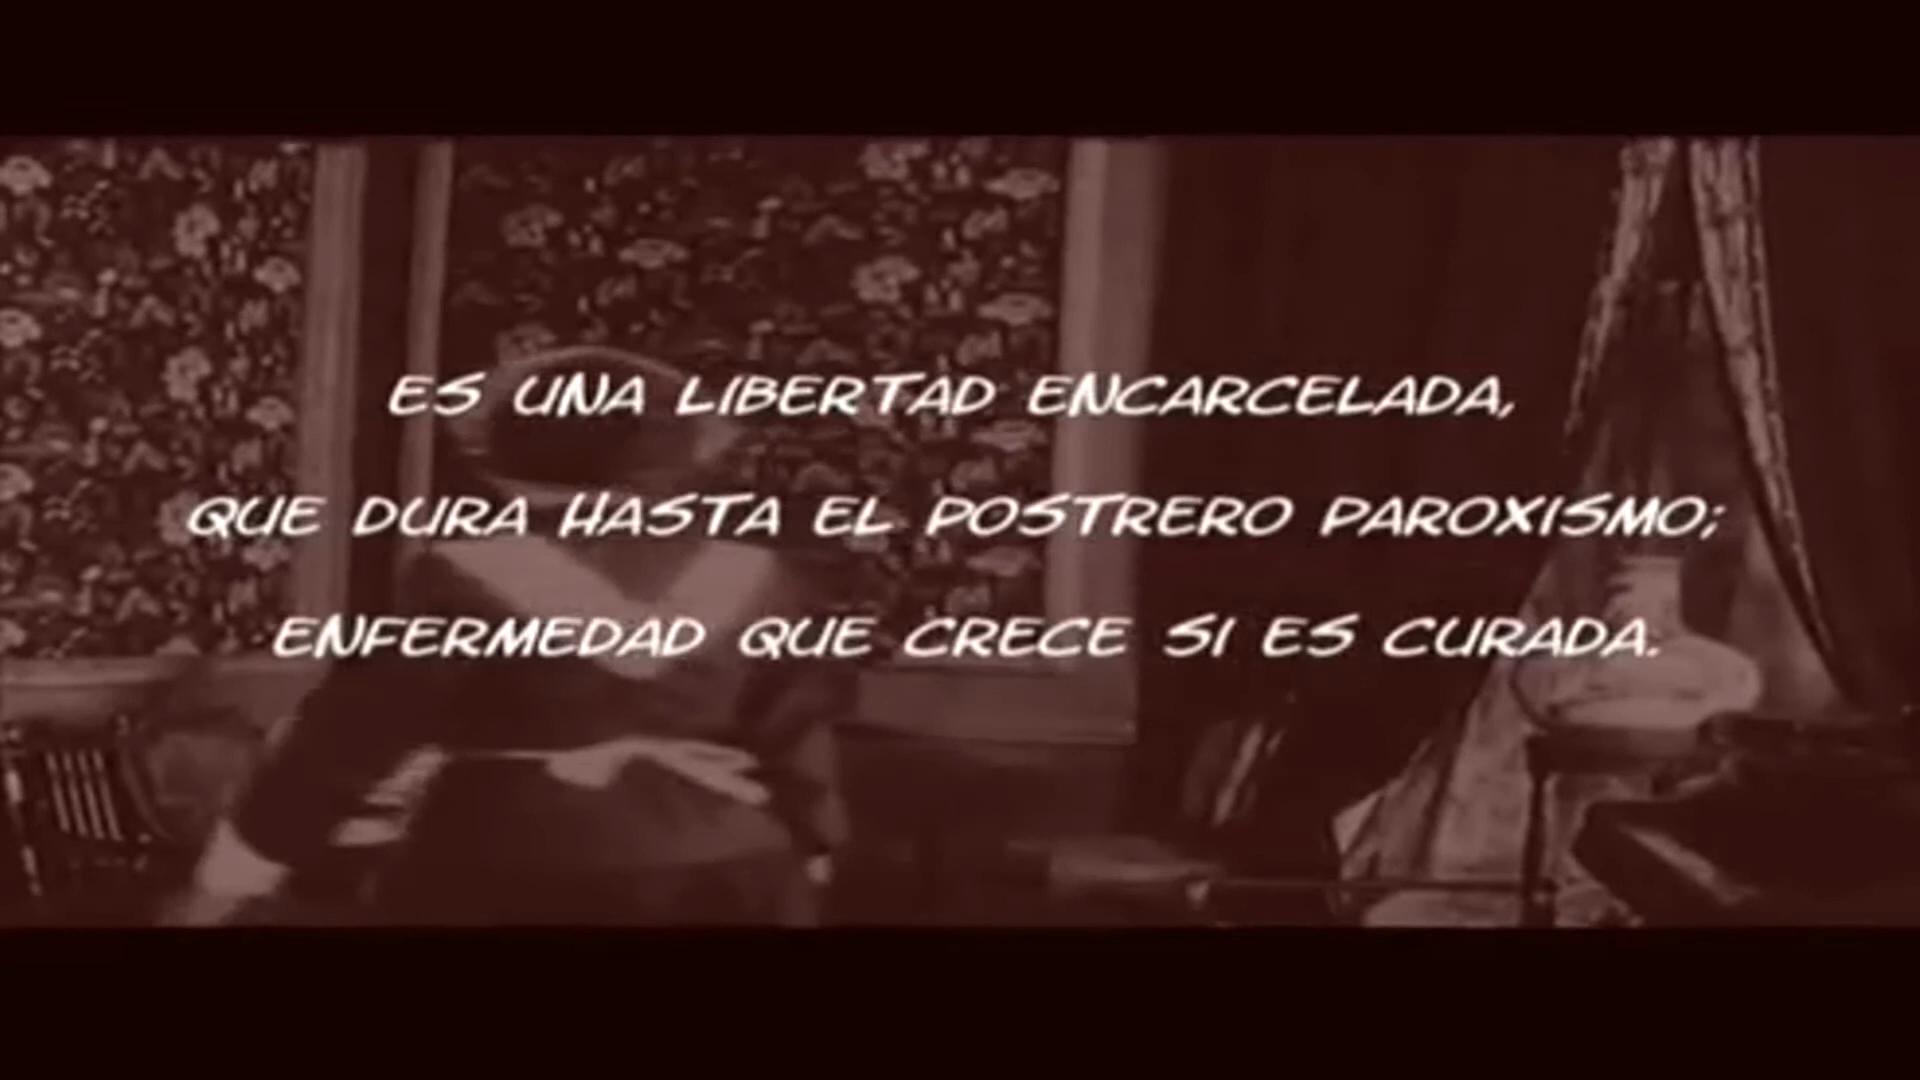 ES UNA LIBERTAD ENCARCELADA,
QUE DURA HASTA EL POSTRERO PAROXISMO;
ENFERMEDAD QUE CRECE SI ES CURADA.